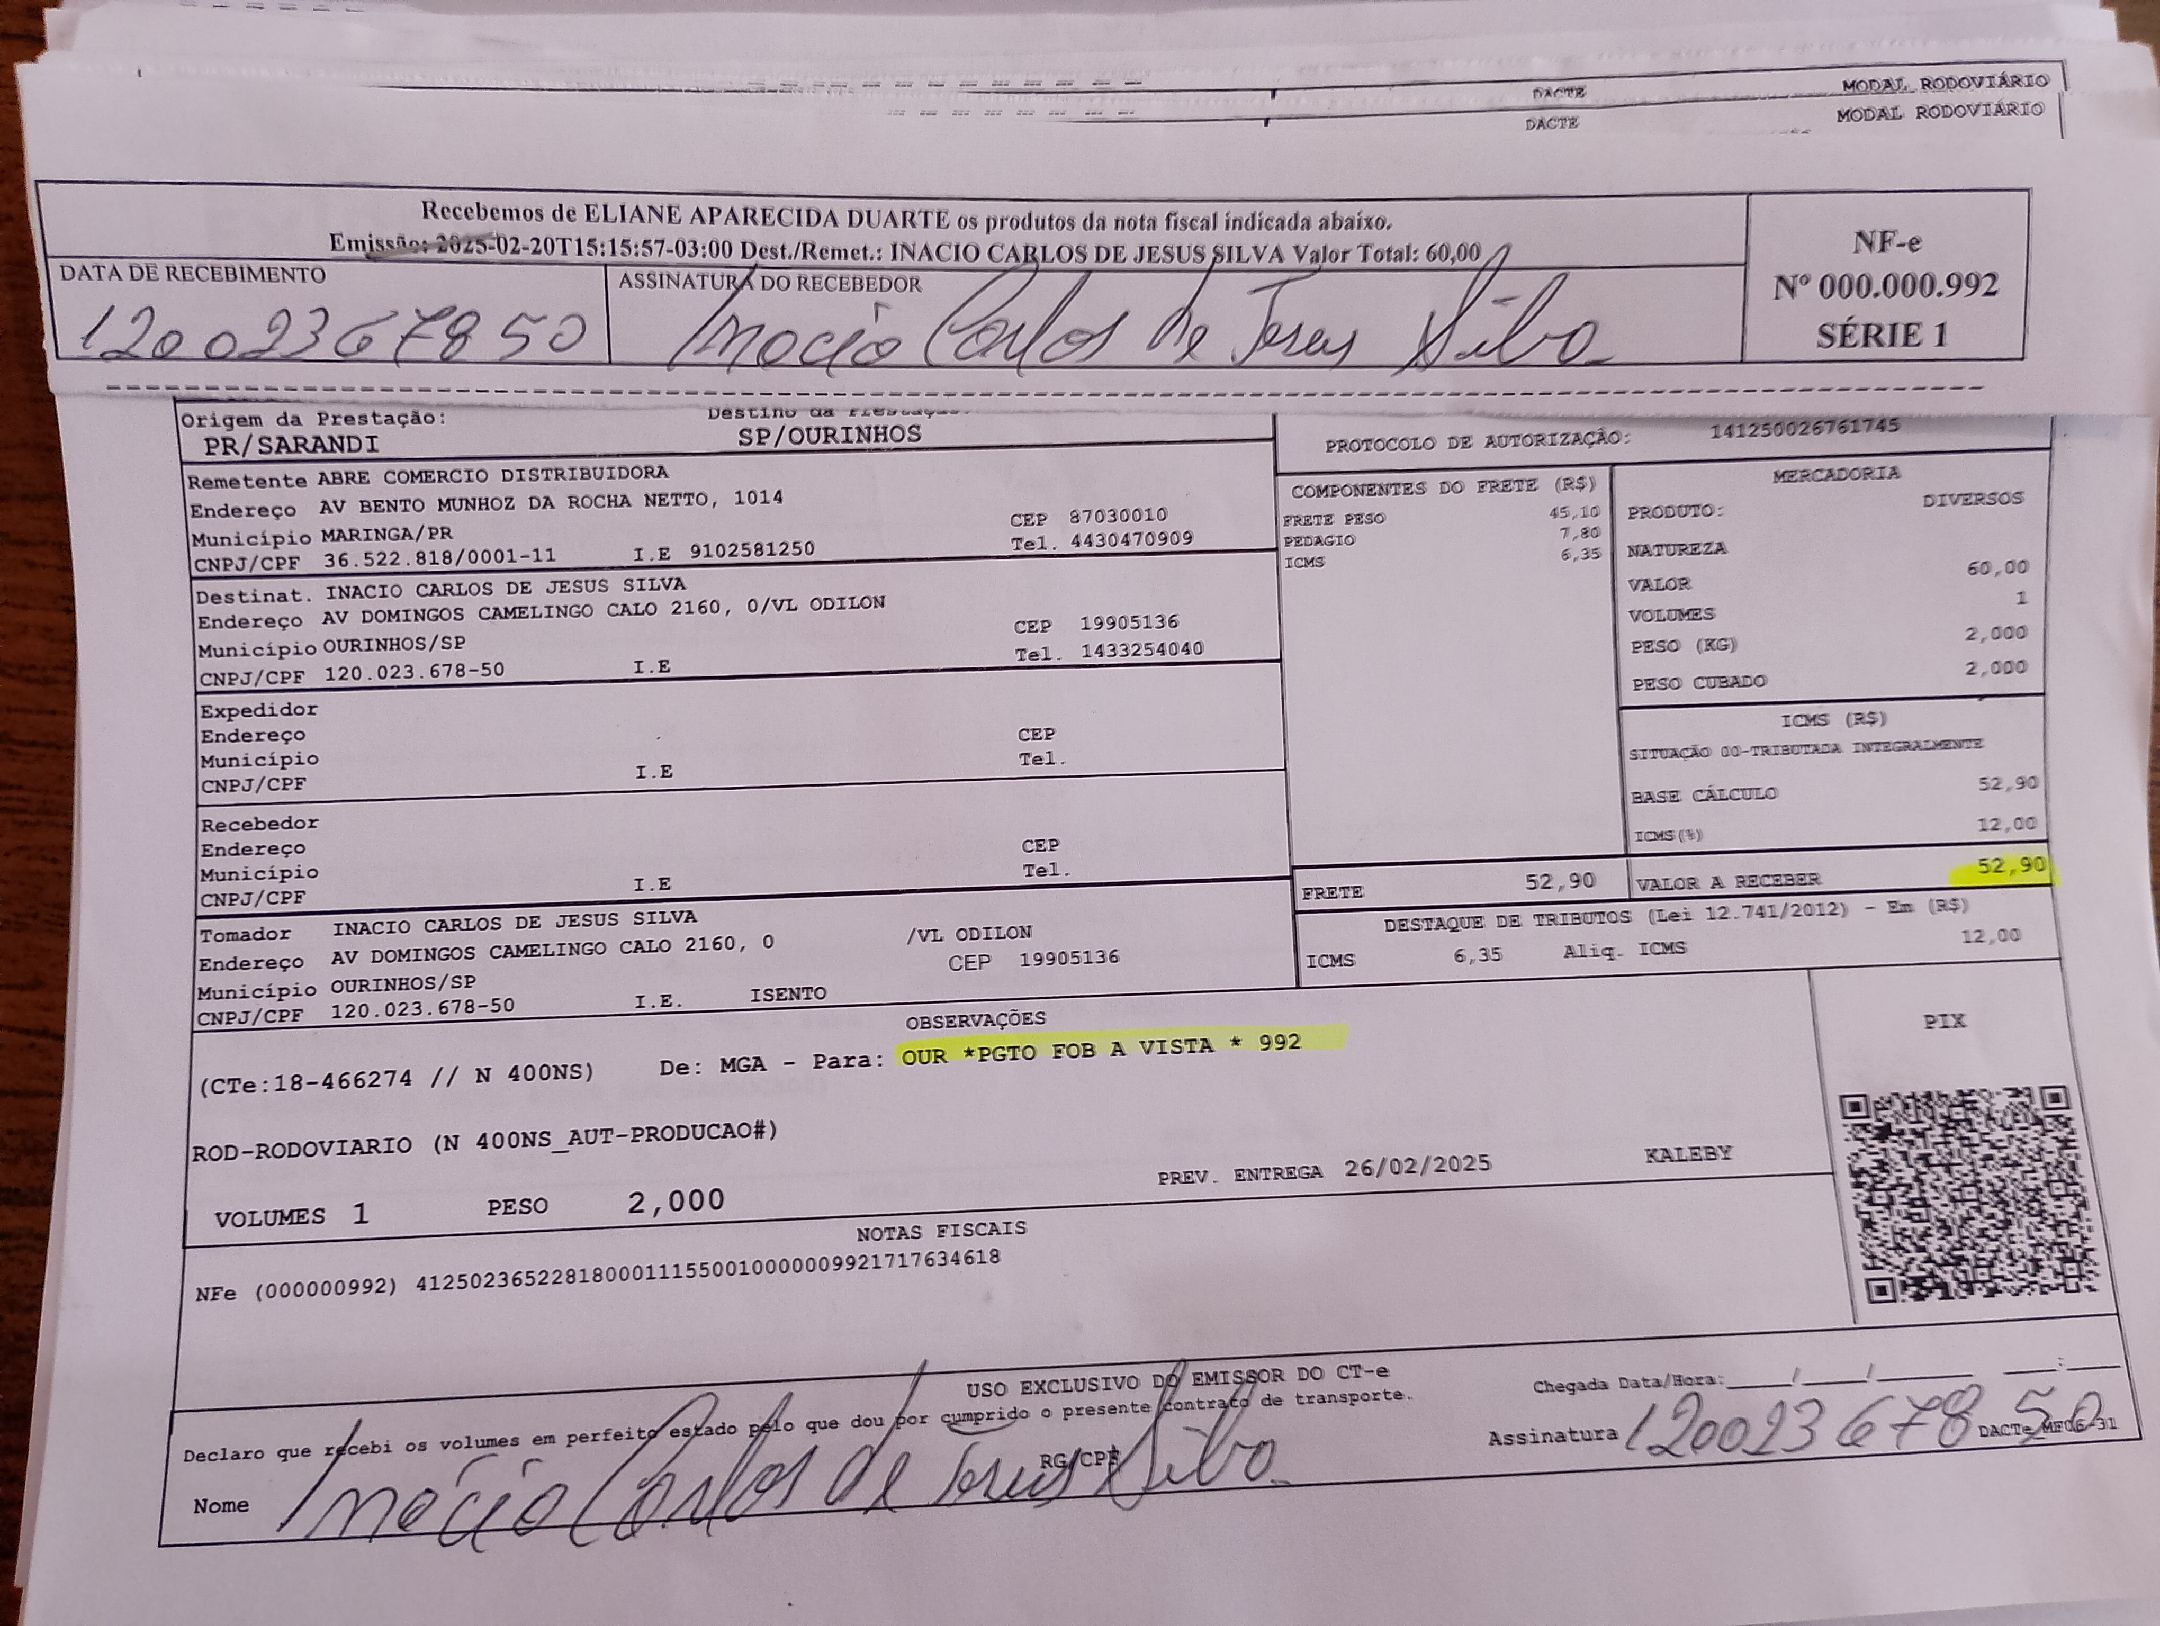 DACTE MODAL RODOVIÁRIO
DACTE MODAL RODOVIÁRIO
Recebemos de ELIANE APARECIDA DUARTE os produtos da nota fiscal indicada abaixo.
Emissão: 2025-02-20T15:15:57-03:00 Dest./Remet.: INACIO CARLOS DE JESUS SILVA Valor Total: 60,00
DATA DE RECEBIMENTO
12002367850
ASSINATURA DO RECEBEDOR
Inacio Carlos de Jesus Silva
NF-e
Nº 000.000.992
SÉRIE 1
Origem da Prestação:
PR/SARANDI
Destino da Prestação:
SP/OURINHOS
PROTOCOLO DE AUTORIZAÇÃO: 141250026761745
Remetente ABRE COMERCIO DISTRIBUIDORA
Endereço AV BENTO MUNHOZ DA ROCHA NETTO, 1014
Município MARINGA/PR CEP 87030010
CNPJ/CPF 36.522.818/0001-11 I.E 9102581250 Tel. 4430470909
Destinat. INACIO CARLOS DE JESUS SILVA
Endereço AV DOMINGOS CAMELINGO CALO 2160, 0/VL ODILON
Município OURINHOS/SP CEP 19905136
CNPJ/CPF 120.023.678-50 I.E Tel. 1433254040
Expedidor
Endereço
Município CEP
CNPJ/CPF I.E Tel.
Recebedor
Endereço
Município CEP
CNPJ/CPF I.E Tel.
Tomador INACIO CARLOS DE JESUS SILVA
Endereço AV DOMINGOS CAMELINGO CALO 2160, 0 /VL ODILON
Município OURINHOS/SP CEP 19905136
CNPJ/CPF 120.023.678-50 I.E. ISENTO
COMPONENTES DO FRETE (R$)
FRETE PESO 45,10
PEDAGIO 7,80
ICMS 6,35
MERCADORIA
PRODUTO: DIVERSOS
NATUREZA
VALOR 60,00
VOLUMES 1
PESO (KG) 2,000
PESO CUBADO 2,000
ICMS (R$)
SITUAÇÃO 00-TRIBUTADA INTEGRALMENTE
BASE CÁLCULO 52,90
ICMS(%) 12,00
FRETE 52,90 VALOR A RECEBER 52,90
DESTAQUE DE TRIBUTOS (Lei 12.741/2012) - Em (R$)
ICMS 6,35 Aliq. ICMS 12,00
OBSERVAÇÕES
(CTe:18-466274 // N 400NS) De: MGA - Para: OUR *PGTO FOB A VISTA * 992
ROD-RODOVIARIO (N 400NS_AUT-PRODUCAO#)
VOLUMES 1 PESO 2,000 PREV. ENTREGA 26/02/2025 KALEBY
PIX
NOTAS FISCAIS
NFe (000000992) 41250236522818000111550010000009921717634618
USO EXCLUSIVO DO EMISSOR DO CT-e
Declaro que recebi os volumes em perfeito estado pelo que dou por cumprido o presente contrato de transporte.
Chegada Data/Hora:____/____/____ ___:___
Nome Inácio Carlos de Jesus Silva
RG/CPF
Assinatura 12002367850
DACTe_MF06-31